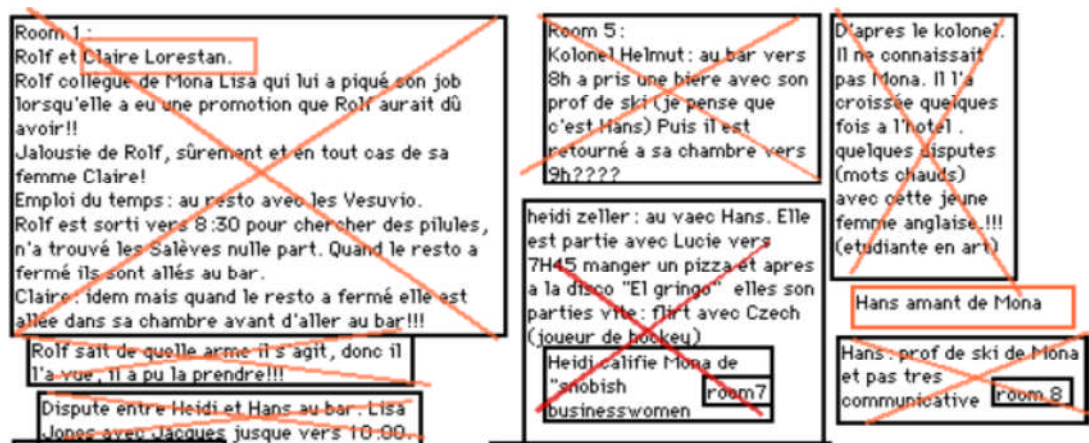 Room 1 :
Rolf et Claire Lorestan.
Rolf collegue de Mona Lisa qui lui a piqué son job
lorsqu'elle a eu une promotion que Rolf aurait dû
avoir!!
Jalousie de Rolf, sûrement et en tout cas de sa
femme Claire!
Emploi du temps : au resto avec les Vesuvio.
Rolf est sorti vers 8:30 pour chercher des pilules,
n'a trouvé les Salèves nulle part. Quand le resto a
fermé ils sont allés au bar.
Claire : idem mais quand le resto a fermé elle est
allée dans sa chambre avant d'aller au bar!!!
Rolf sait de quelle arme il s'agit, donc il
l'a vue, il a pu la prendre!!!
Dispute entre Heidi et Hans au bar. Lisa
Jones avec Jacques jusque vers 10:00.
Room 5 :
Kolonel Helmut : au bar vers
8h a pris une biere avec son
prof de ski (je pense que
c'est Hans) Puis il est
retourné a sa chambre vers
9h????
heidi zeller : au vaec Hans. Elle
est partie avec Lucie vers
7H45 manger un pizza et apres
a la disco "El gringo" elles son
parties vite : flirt avec Czech
(joueur de hockeu)
Heidi califie Mona de
"snobish
businesswomen
room7
D'apres le kolonel.
Il ne connaissait
pas Mona. Il l'a
croissée quelques
fois a l'hotel .
quelques disputes
(mots chauds)
avec cette jeune
femme anglaise.!!!
(etudiante en art)
Hans amant de Mona
Hans : prof de ski de Mona
et pas tres
communicative
room 8